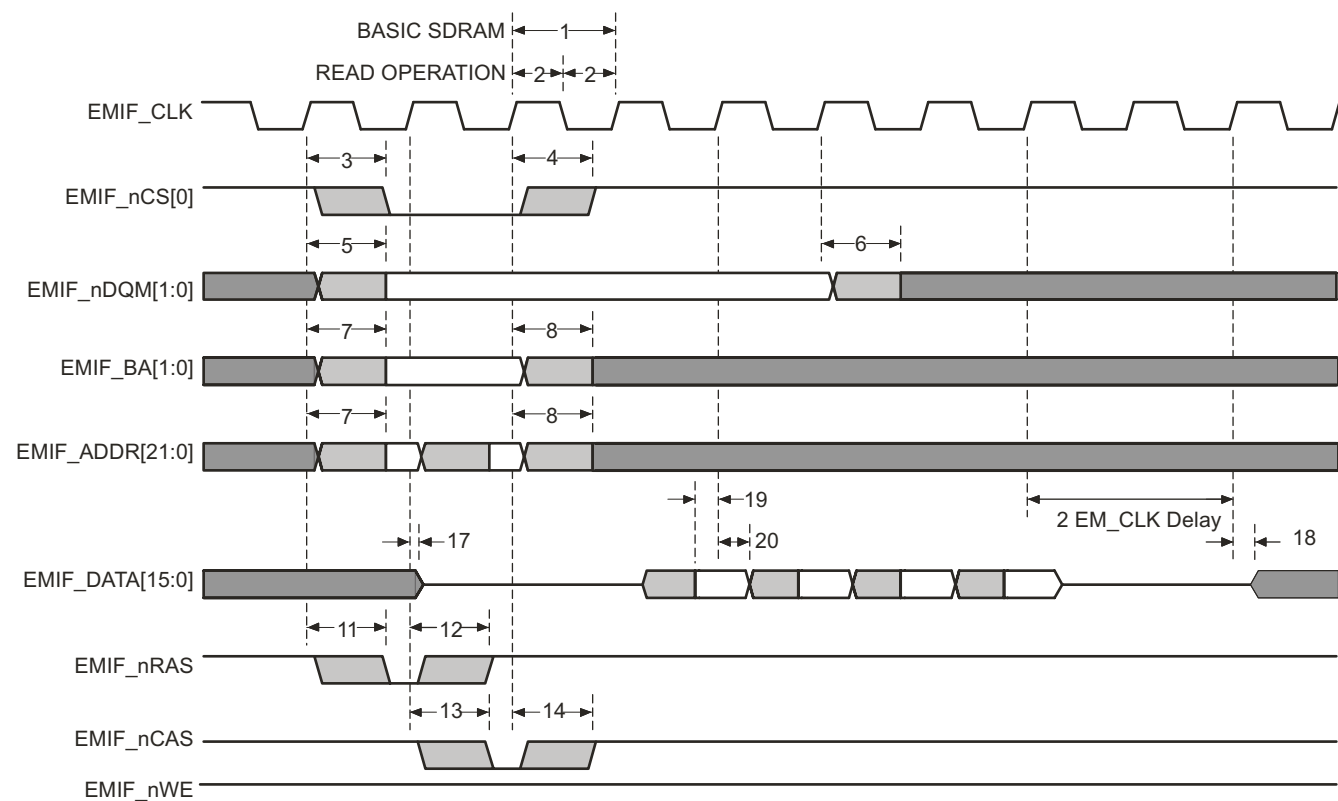 BASIC SDRAM
1
READ OPERATION
2 2
EMIF_CLK
3 4
EMIF_nCS[0]
5 6
EMIF_nDQM[1:0]
7 8
EMIF_BA[1:0]
7 8
EMIF_ADDR[21:0]
19
2 EM_CLK Delay
17 20 18
EMIF_DATA[15:0]
11 12
EMIF_nRAS
13 14
EMIF_nCAS
EMIF_nWE